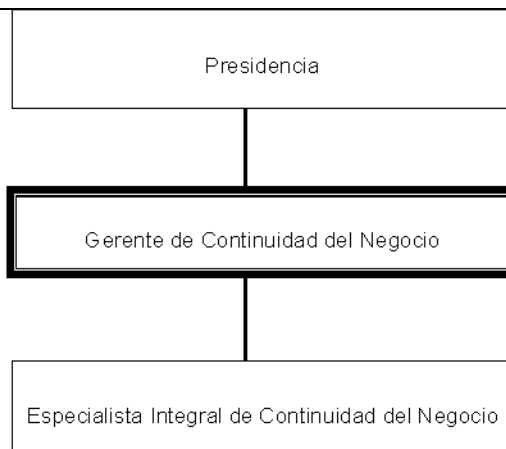 Presidencia
Gerente de Continuidad del Negocio
Especialista Integral de Continuidad del Negocio